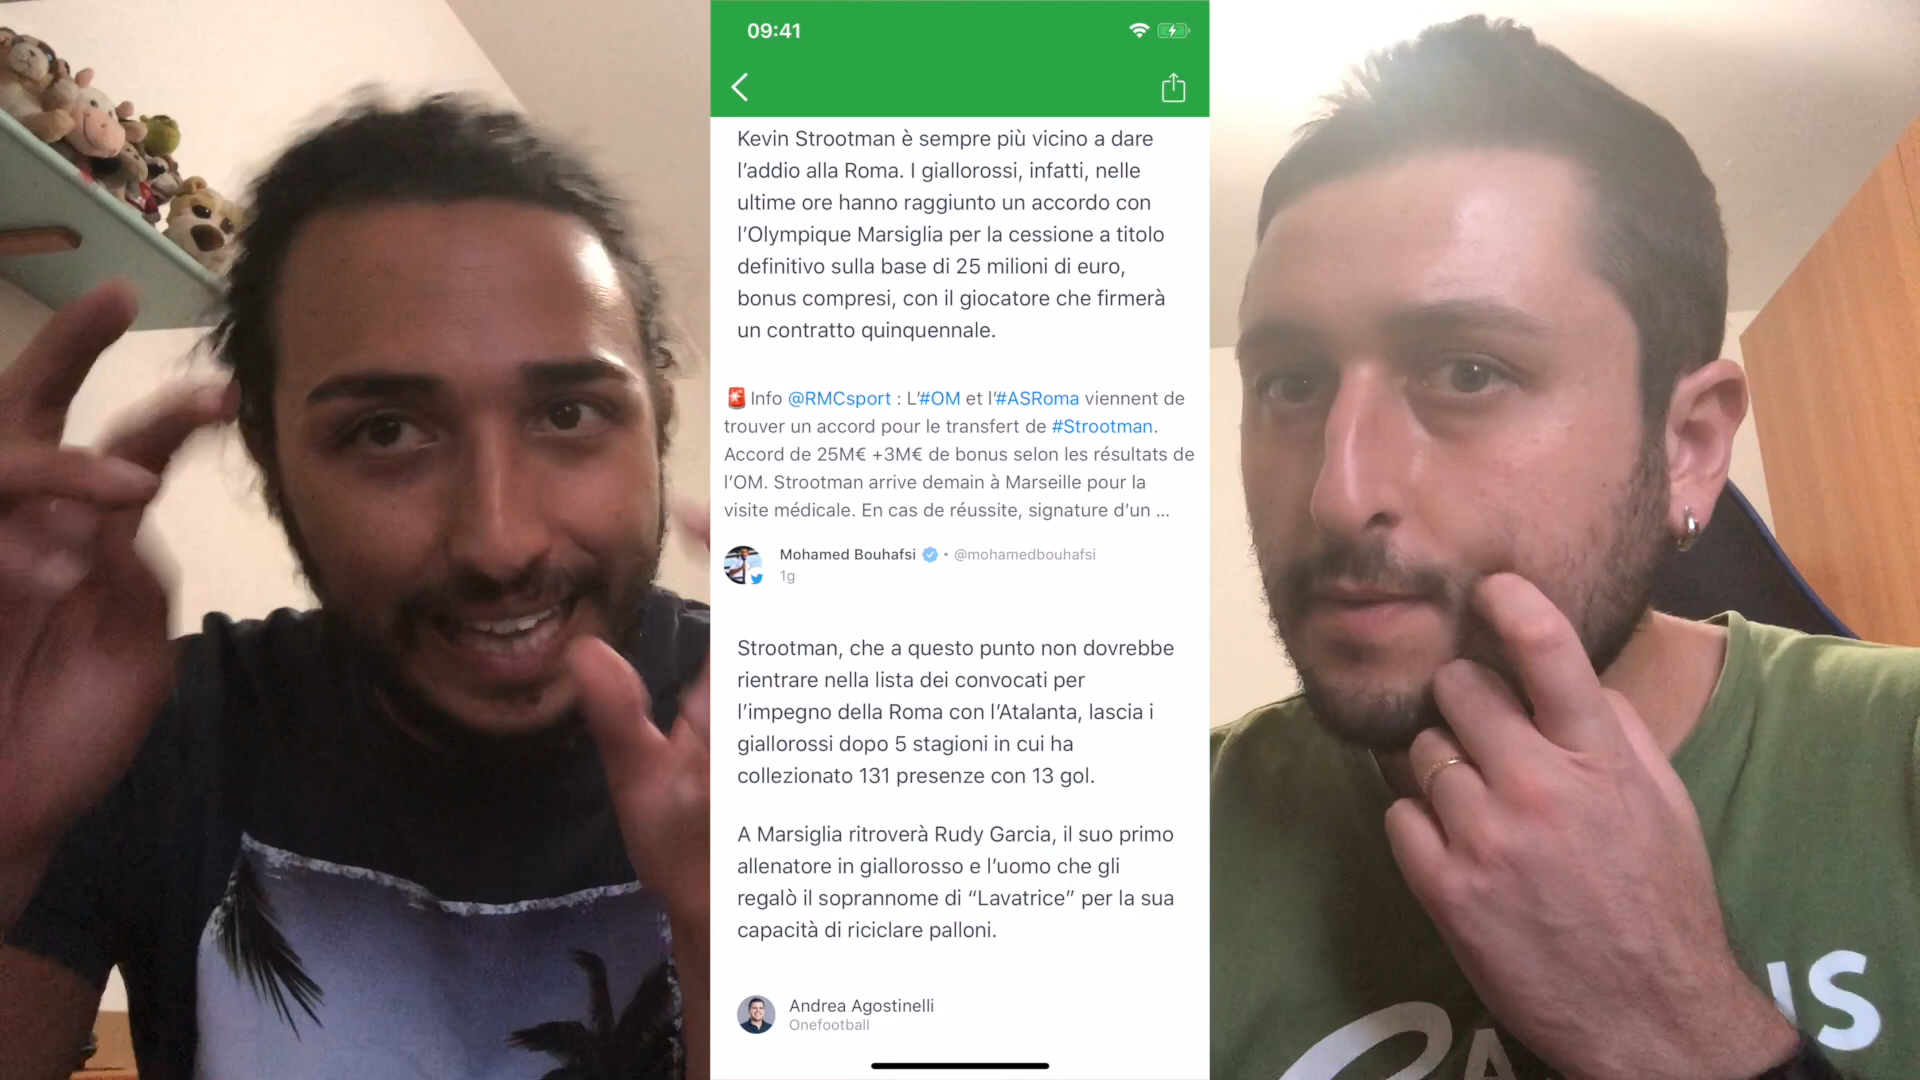 09:41
Kevin Strootman è sempre più vicino a dare
l’addio alla Roma. I giallorossi, infatti, nelle
ultime ore hanno raggiunto un accordo con
l’Olympique Marsiglia per la cessione a titolo
definitivo sulla base di 25 milioni di euro,
bonus compresi, con il giocatore che firmerà
un contratto quinquennale.
🚨Info @RMCsport : L’#OM et l’#ASRoma viennent de
trouver un accord pour le transfert de #Strootman.
Accord de 25M€ +3M€ de bonus selon les résultats de
l’OM. Strootman arrive demain à Marseille pour la
visite médicale. En cas de réussite, signature d’un ...
Mohamed Bouhafsi • @mohamedbouhafsi
1g
Strootman, che a questo punto non dovrebbe
rientrare nella lista dei convocati per
l’impegno della Roma con l’Atalanta, lascia i
giallorossi dopo 5 stagioni in cui ha
collezionato 131 presenze con 13 gol.
A Marsiglia ritroverà Rudy Garcia, il suo primo
allenatore in giallorosso e l’uomo che gli
regalò il soprannome di “Lavatrice” per la sua
capacità di riciclare palloni.
Andrea Agostinelli
Onefootball